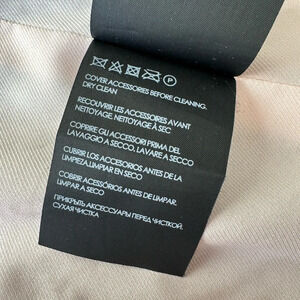 P
COVER ACCESSORIES BEFORE CLEANING.
DRY CLEAN
RECOUVRIR LES ACCESSOIRES AVANT
NETTOYAGE, NETTOYAGE À SEC
COPRIRE GLI ACCESSORI PRIMA DEL
LAVAGGIO A SECCO, LAVARE A SECCO
CUBRIR LOS ACCESORIOS ANTES DE LA
LIMPIEZA,LIMPIAR EN SECO
COBRIR,ACESSÓRIOS ANTES DE LIMPAR.
LIMPAR A SECO
ПРИКРЫТЬ АКСЕССУАРЫ ПЕРЕД ЧИСТКОЙ.
СУХАЯ ЧИСТКА